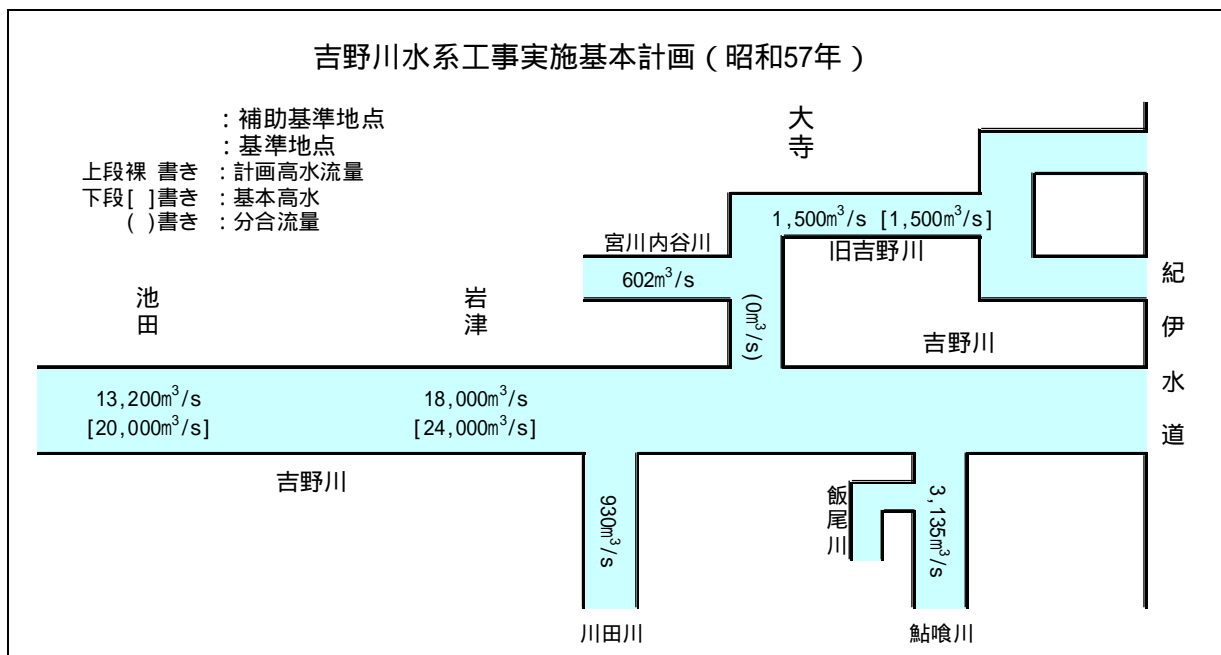 吉野川水系工事実施基本計画（昭和57年）
：補助基準地点
：基準地点
上段裸 書き ：計画高水流量
下段[ ]書き ：基本高水
( )書き ：分合流量
大寺
1,500m³/s [1,500m³/s]
宮川内谷川
旧吉野川
602m³/s
(0m³/s)
池田
岩津
吉野川
紀伊水道
13,200m³/s
[20,000m³/s]
18,000m³/s
[24,000m³/s]
吉野川
930m³/s
飯尾川
3,135m³/s
川田川
鮎喰川